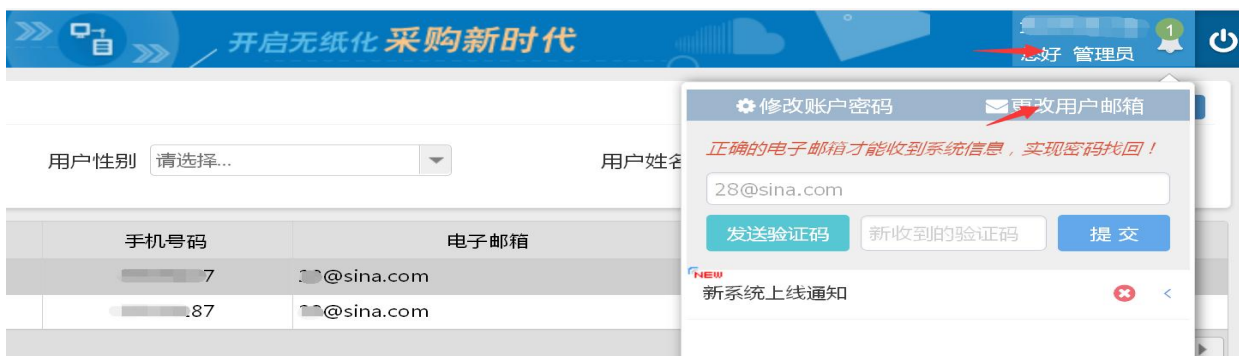 开启无纸化 采购新时代
1
您好 管理员
修改账户密码 更改用户邮箱
用户性别 请选择... 用户姓名
正确的电子邮箱才能收到系统信息，实现密码找回！
28@sina.com
发送验证码 新收到的验证码 提 交
手机号码 电子邮箱
7 @sina.com
NEW
新系统上线通知
87 @sina.com